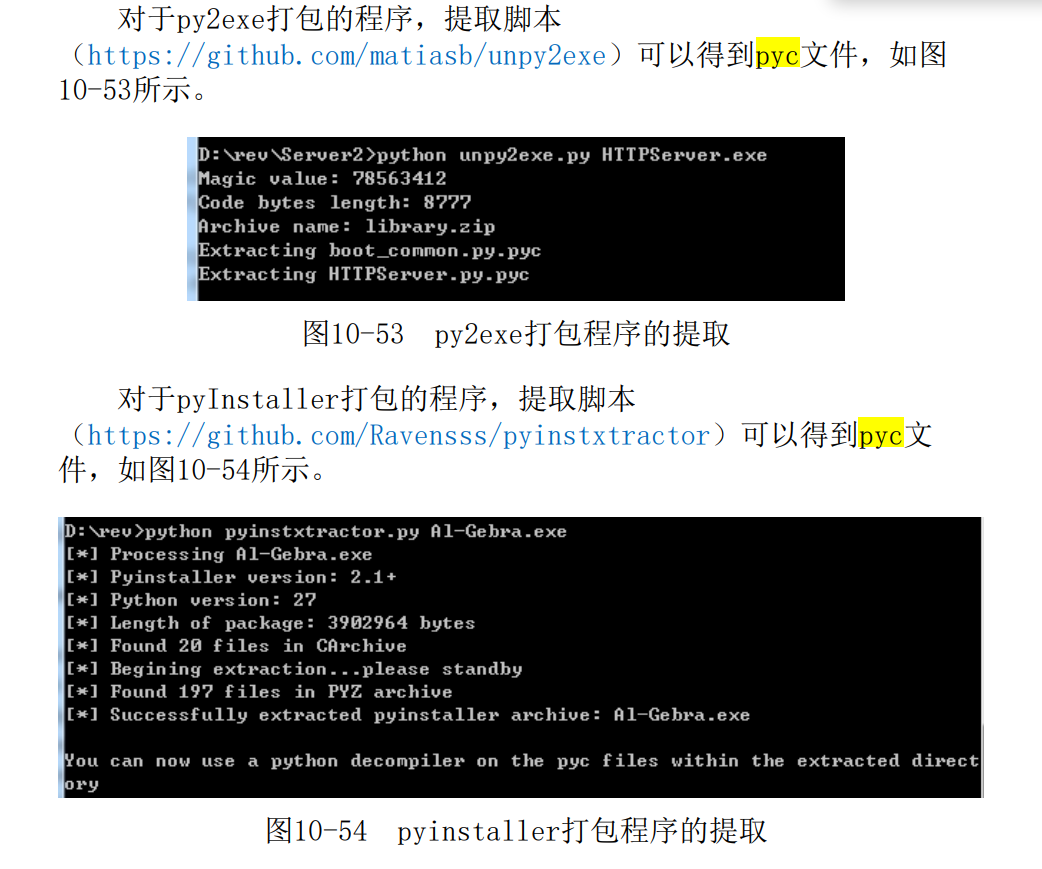 对于py2exe打包的程序，提取脚本
（https://github.com/matiasb/unpy2exe）可以得到pyc文件，如图
10-53所示。
D:\rev\Server2>python unpy2exe.py HTTPServer.exe
Magic value: 78563412
Code bytes length: 8777
Archive name: library.zip
Extracting boot_common.py.pyc
Extracting HTTPServer.py.pyc
图10-53 py2exe打包程序的提取
对于pyInstaller打包的程序，提取脚本
（https://github.com/Ravensss/pyinstxtractor）可以得到pyc文
件，如图10-54所示。
D:\rev>python pyinstxtractor.py Al-Gebra.exe
[*] Processing Al-Gebra.exe
[*] Pyinstaller version: 2.1+
[*] Python version: 27
[*] Length of package: 3902964 bytes
[*] Found 20 files in CArchive
[*] Begining extraction...please standby
[*] Found 197 files in PYZ archive
[*] Successfully extracted pyinstaller archive: Al-Gebra.exe
You can now use a python decompiler on the pyc files within the extracted direct
ory
图10-54 pyinstaller打包程序的提取